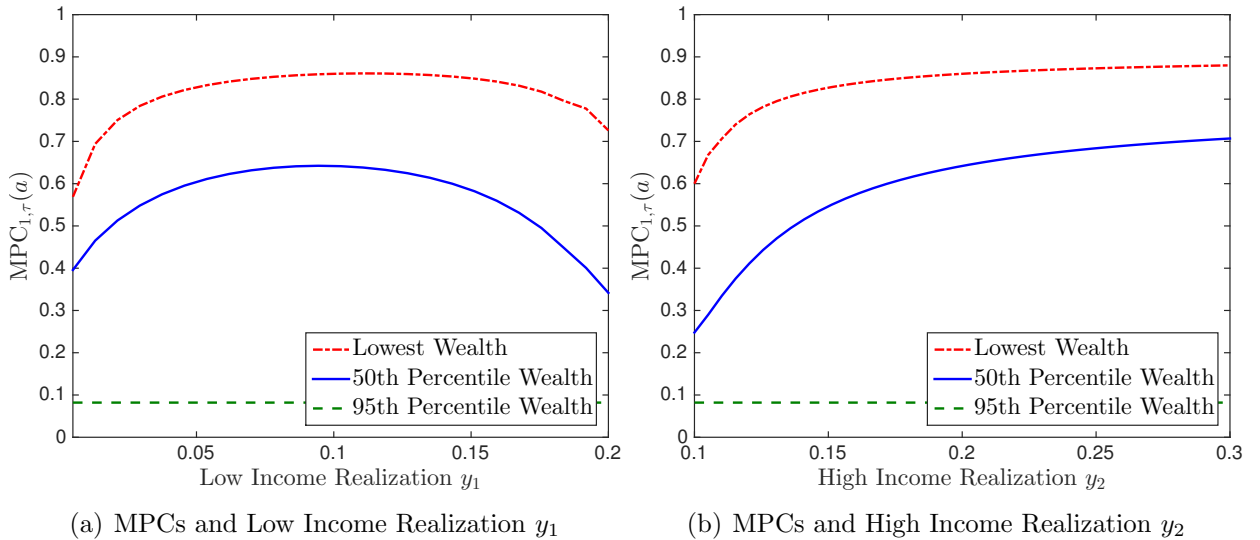 1
0.9
0.8
0.7
0.6
0.5
0.4
0.3
0.2
0.1
0
MPC₁,τ(a)
0.05 0.1 0.15 0.2
Low Income Realization y₁
Lowest Wealth
50th Percentile Wealth
95th Percentile Wealth
(a) MPCs and Low Income Realization y₁
1
0.9
0.8
0.7
0.6
0.5
0.4
0.3
0.2
0.1
0
MPC₁,τ(a)
0.1 0.15 0.2 0.25 0.3
High Income Realization y₂
Lowest Wealth
50th Percentile Wealth
95th Percentile Wealth
(b) MPCs and High Income Realization y₂